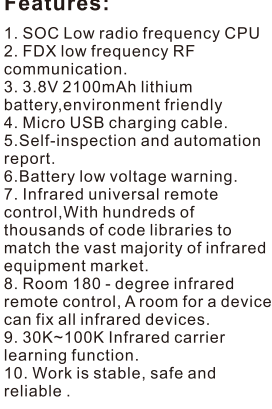 Features:
1. SOC Low radio frequency CPU
2. FDX low frequency RF
communication.
3. 3.8V 2100mAh lithium
battery,environment friendly
4. Micro USB charging cable.
5.Self-inspection and automation
report.
6.Battery low voltage warning.
7. Infrared universal remote
control,With hundreds of
thousands of code libraries to
match the vast majority of infrared
equipment market.
8. Room 180 - degree infrared
remote control, A room for a device
can fix all infrared devices.
9. 30K~100K Infrared carrier
learning function.
10. Work is stable, safe and
reliable .